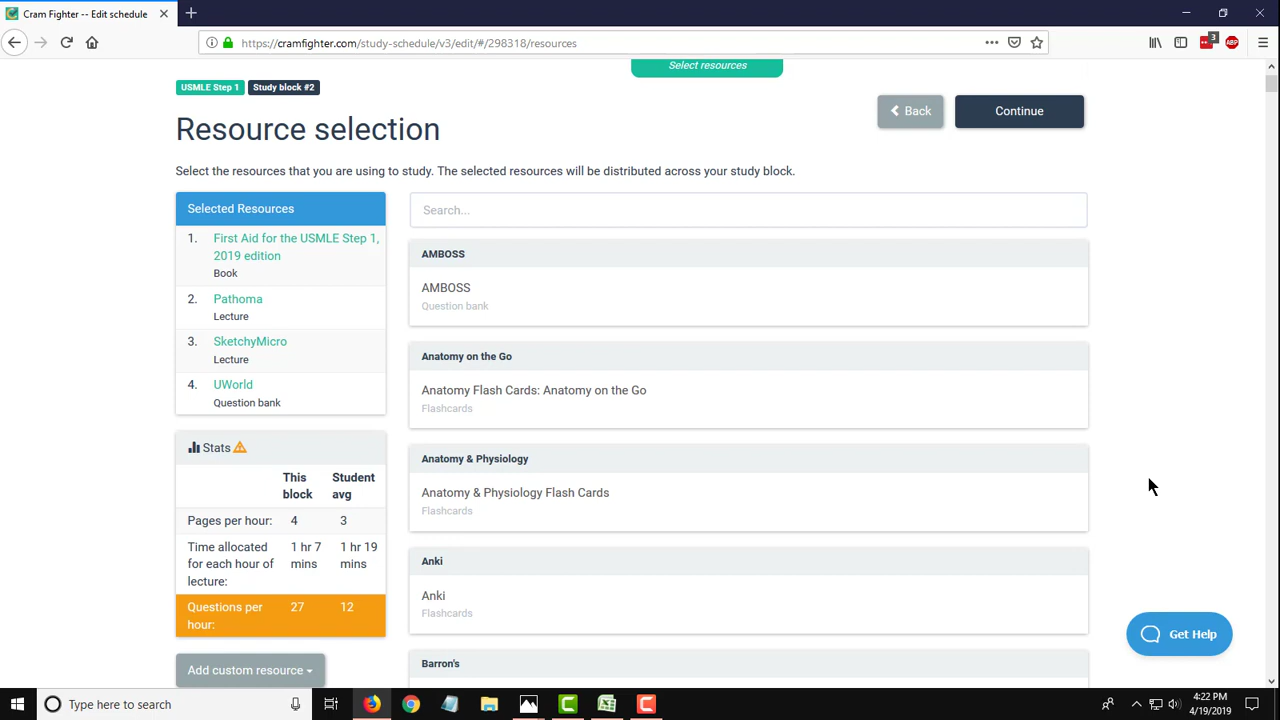 Cram Fighter -- Edit schedule
https://cramfighter.com/study-schedule/v3/edit/#/298318/resources
3
ABP
Select resources
USMLE Step 1
Study block #2
Back
Continue
Resource selection
Select the resources that you are using to study. The selected resources will be distributed across your study block.
Selected Resources
1. First Aid for the USMLE Step 1,
2019 edition
Book
2. Pathoma
Lecture
3. SketchyMicro
Lecture
4. UWorld
Question bank
Stats
This Student
block avg
Pages per hour: 4 3
Time allocated 1 hr 7 1 hr 19
for each hour of mins mins
lecture:
Questions per 27 12
hour:
Add custom resource
Search...
AMBOSS
AMBOSS
Question bank
Anatomy on the Go
Anatomy Flash Cards: Anatomy on the Go
Flashcards
Anatomy & Physiology
Anatomy & Physiology Flash Cards
Flashcards
Anki
Anki
Flashcards
Barron's
Get Help
Type here to search
4:22 PM
4/19/2019